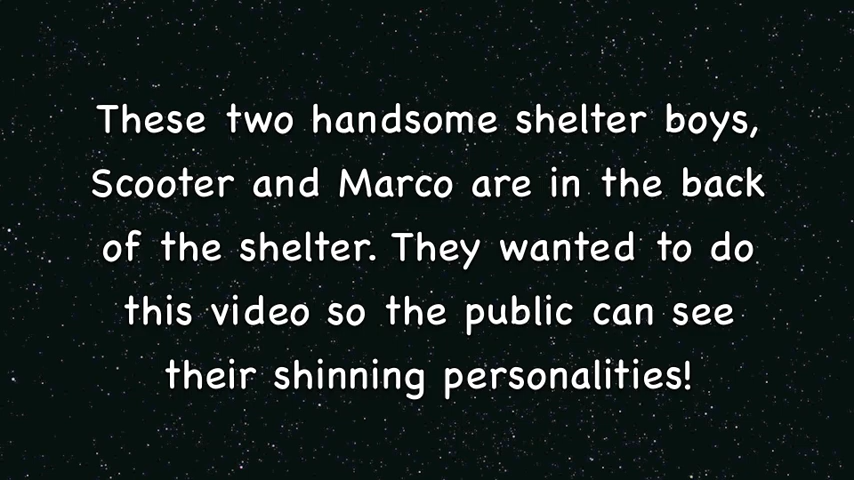 These two handsome shelter boys,
Scooter and Marco are in the back
of the shelter. They wanted to do
this video so the public can see
their shinning personalities!